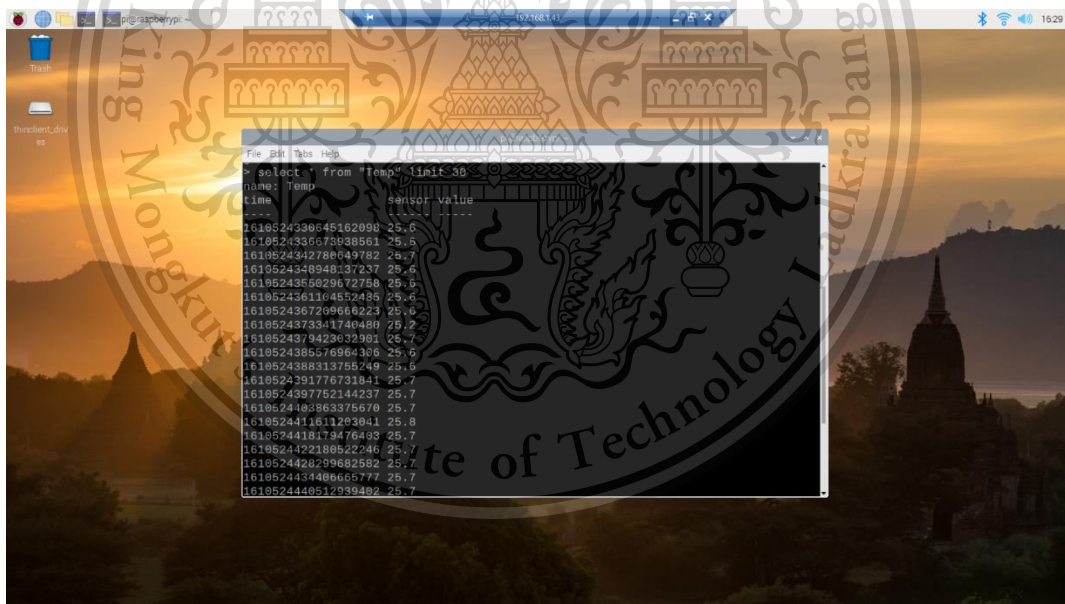 pi@raspberrypi: ~
192.168.1.43
16:29
Trash
thinclient_driv
es
File Edit Tabs Help
> select * from "Temp" limit 30
name: Temp
time sensor value
---- ------ -----
1610524330645162098 25.6
1610524336673938561 25.6
1610524342780649782 25.7
1610524348948137237 25.6
1610524355029672758 25.6
1610524361104552485 25.6
1610524367209666223 25.6
1610524373341740480 25.2
1610524379423032901 25.7
1610524385576964306 25.6
1610524388313755249 25.6
1610524391776731841 25.7
1610524397752144237 25.7
1610524403863375670 25.7
1610524411611203041 25.8
1610524418179476493 25.7
1610524422180522246 25.7
1610524428299682582 25.7
1610524434406665777 25.7
1610524440512939402 25.7
King Mongkut's Institute of Technology Ladkrabang